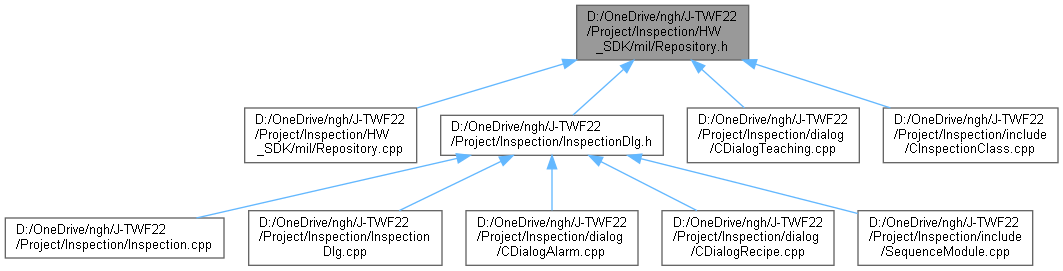 D:/OneDrive/ngh/J-TWF22
/Project/Inspection/HW
_SDK/mil/Repository.h
D:/OneDrive/ngh/J-TWF22
/Project/Inspection/HW
_SDK/mil/Repository.cpp
D:/OneDrive/ngh/J-TWF22
/Project/Inspection/InspectionDlg.h
D:/OneDrive/ngh/J-TWF22
/Project/Inspection/dialog
/CDialogTeaching.cpp
D:/OneDrive/ngh/J-TWF22
/Project/Inspection/include
/CInspectionClass.cpp
D:/OneDrive/ngh/J-TWF22
/Project/Inspection/Inspection.cpp
D:/OneDrive/ngh/J-TWF22
/Project/Inspection/Inspection
Dlg.cpp
D:/OneDrive/ngh/J-TWF22
/Project/Inspection/dialog
/CDialogAlarm.cpp
D:/OneDrive/ngh/J-TWF22
/Project/Inspection/dialog
/CDialogRecipe.cpp
D:/OneDrive/ngh/J-TWF22
/Project/Inspection/include
/SequenceModule.cpp